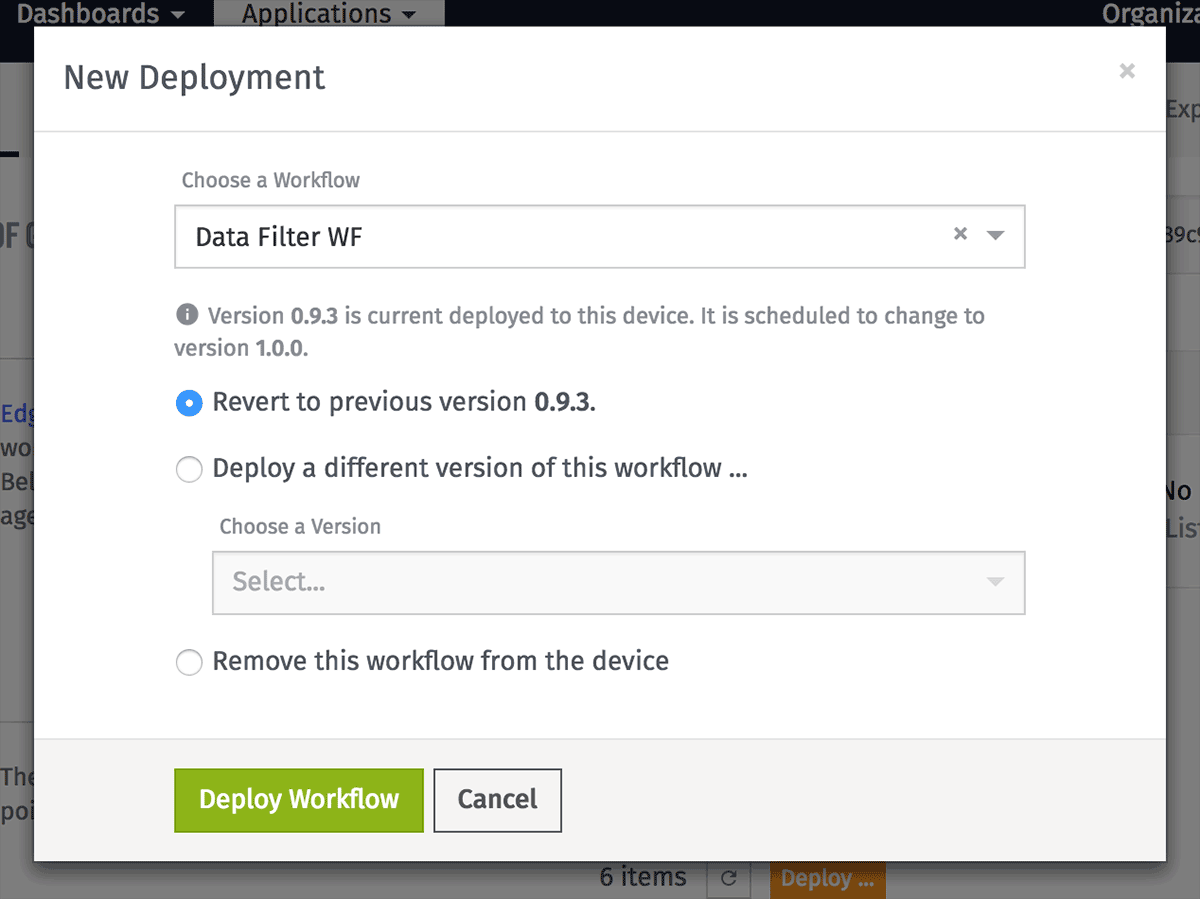 Dashboards Applications
New Deployment
×
Choose a Workflow
Data Filter WF ×
Version 0.9.3 is current deployed to this device. It is scheduled to change to
version 1.0.0.
Revert to previous version 0.9.3.
Deploy a different version of this workflow ...
Choose a Version
Select...
Remove this workflow from the device
Deploy Workflow Cancel
6 items Deploy ...
No